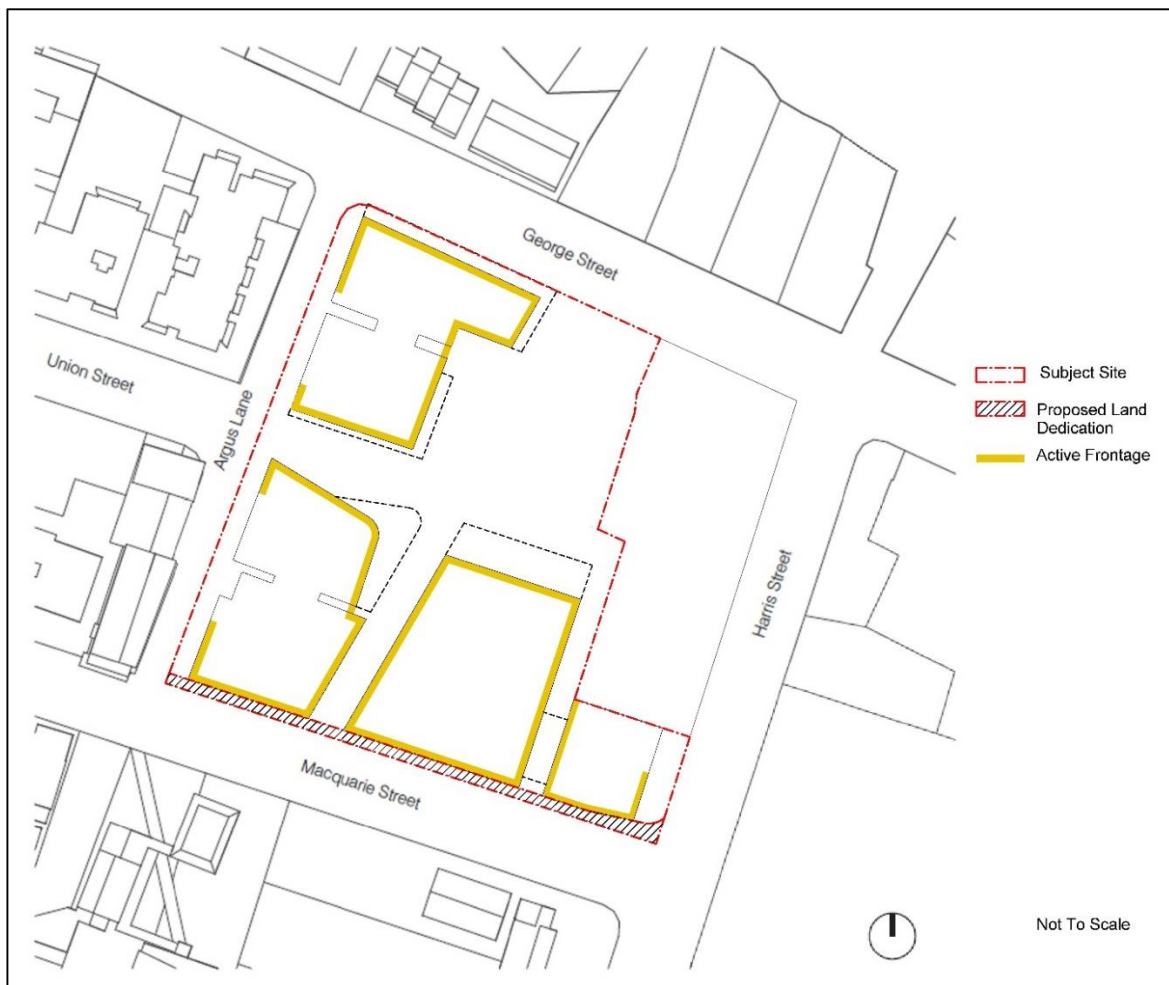 George Street
Union Street
Argus Lane
Harris Street
Macquarie Street
Subject Site
Proposed Land
Dedication
Active Frontage
Not To Scale